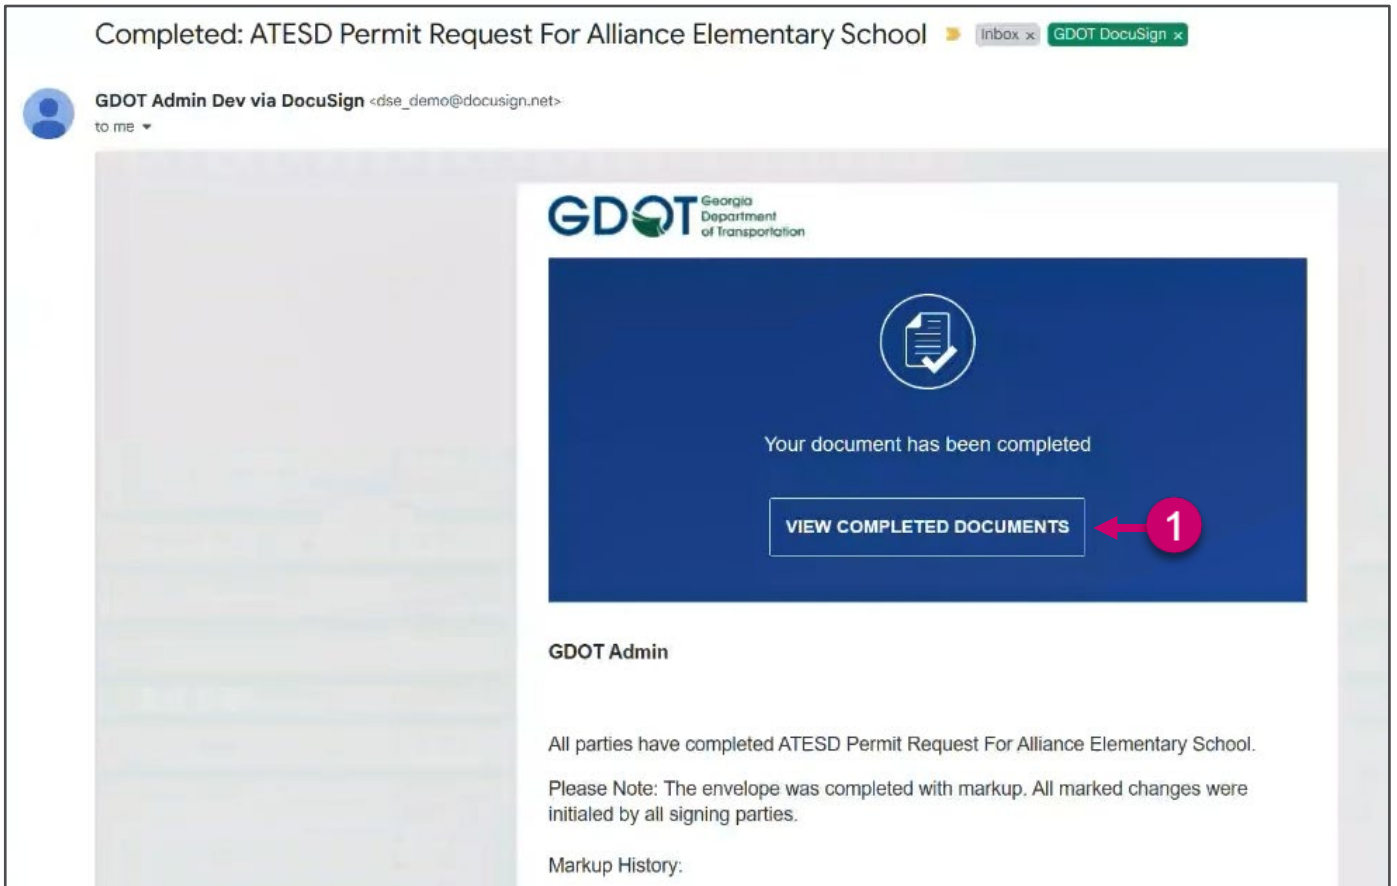 Completed: ATESD Permit Request For Alliance Elementary School Inbox x GDOT DocuSign x
GDOT Admin Dev via DocuSign <dse_demo@docusign.net>
to me
GDOT Georgia
Department
of Transportation
Your document has been completed
VIEW COMPLETED DOCUMENTS 1
GDOT Admin
All parties have completed ATESD Permit Request For Alliance Elementary School.
Please Note: The envelope was completed with markup. All marked changes were
initialed by all signing parties.
Markup History: